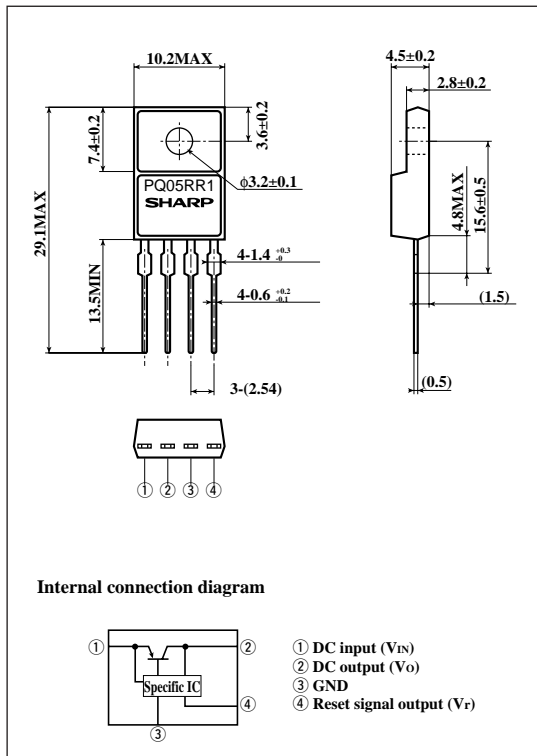 10.2MAX
4.5±0.2
2.8±0.2
7.4±0.2
3.6±0.2
29.1MAX
PQ05RR1
SHARP
φ3.2±0.1
4.8MAX
15.6±0.5
13.5MIN
4-1.4 +0.3 -0
4-0.6 +0.2 -0.1
(1.5)
3-(2.54)
(0.5)
① ② ③ ④
Internal connection diagram
① ②
Specific IC
④
③
① DC input (VIN)
② DC output (VO)
③ GND
④ Reset signal output (Vr)